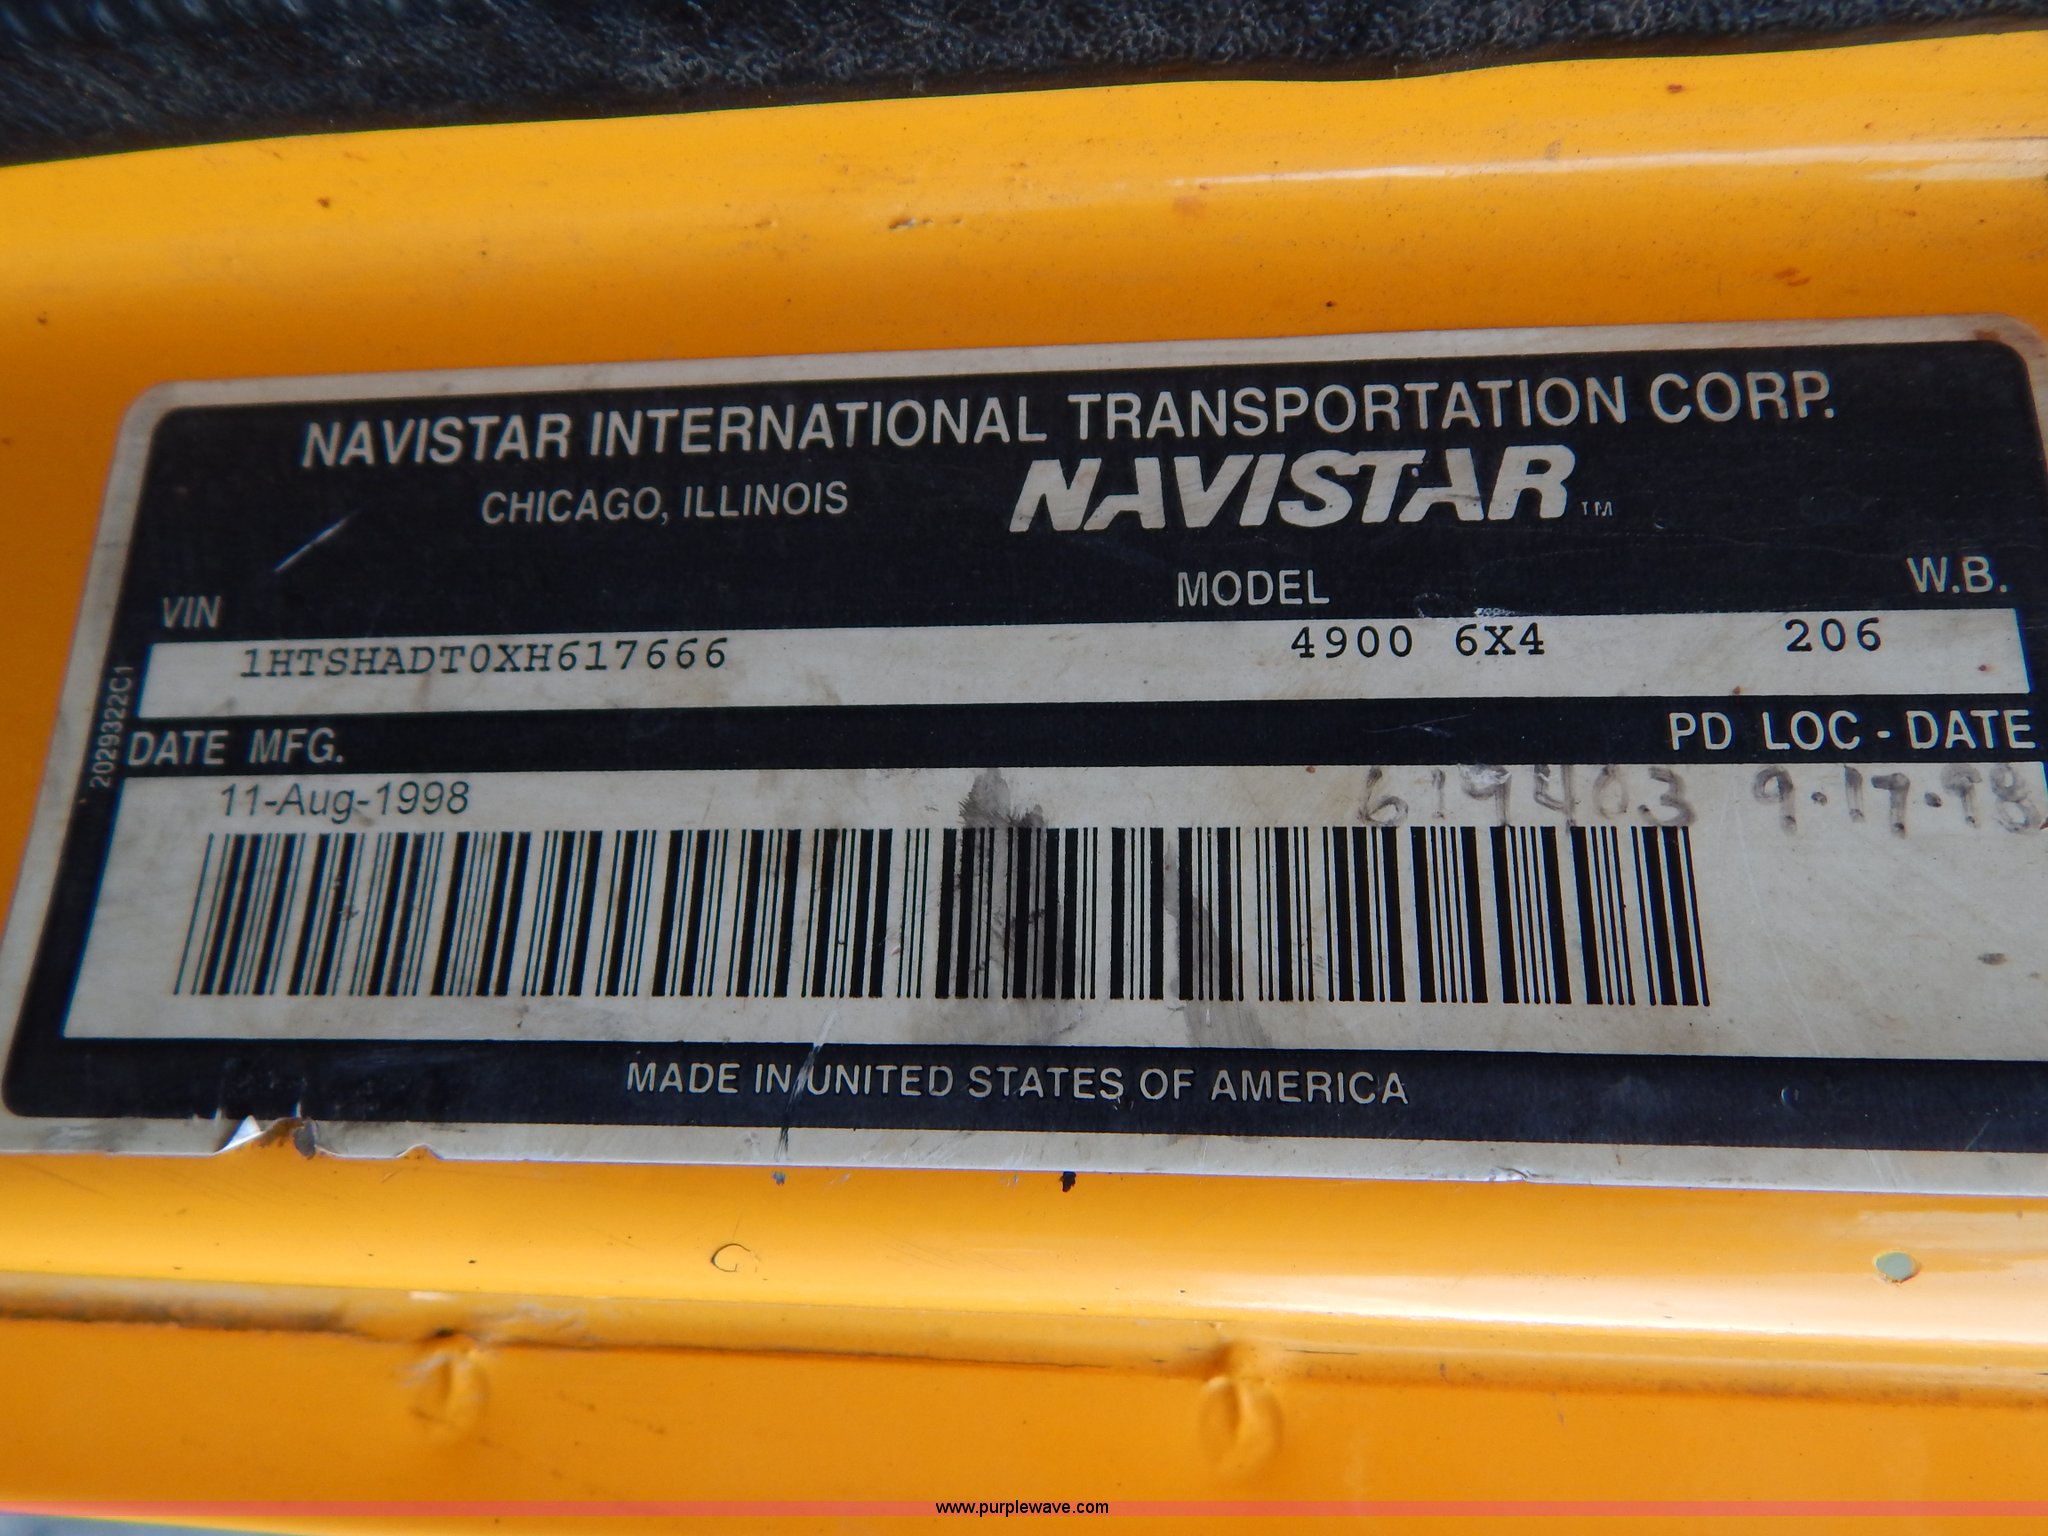 NAVISTAR INTERNATIONAL TRANSPORTATION CORP.
CHICAGO, ILLINOIS NAVISTAR TM
VIN MODEL W.B.
1HTSHADT0XH617666 4900 6X4 206
2029322C1
DATE MFG. PD LOC - DATE
11-Aug-1998 619403 9-17-98
MADE IN UNITED STATES OF AMERICA
www.purplewave.com